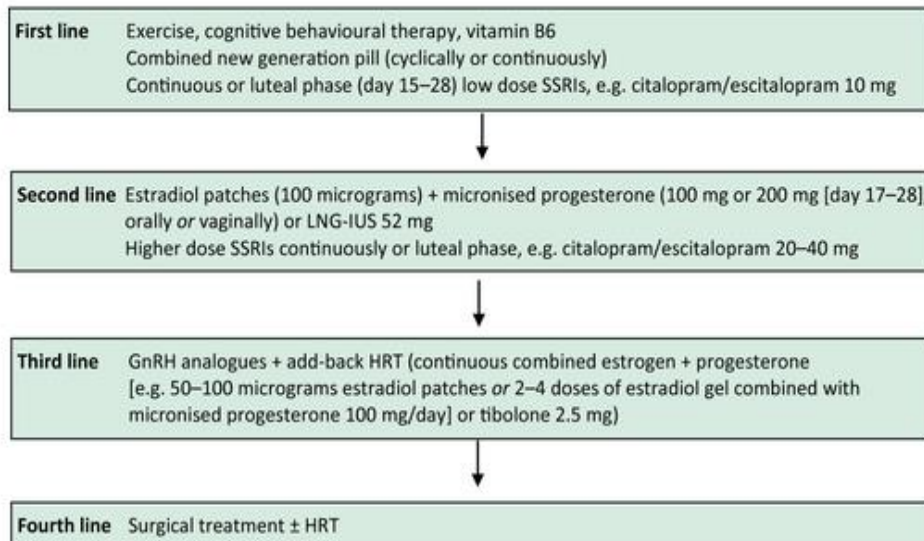 First line Exercise, cognitive behavioural therapy, vitamin B6
Combined new generation pill (cyclically or continuously)
Continuous or luteal phase (day 15–28) low dose SSRIs, e.g. citalopram/escitalopram 10 mg
Second line Estradiol patches (100 micrograms) + micronised progesterone (100 mg or 200 mg [day 17–28]
orally or vaginally) or LNG-IUS 52 mg
Higher dose SSRIs continuously or luteal phase, e.g. citalopram/escitalopram 20–40 mg
Third line GnRH analogues + add-back HRT (continuous combined estrogen + progesterone
[e.g. 50–100 micrograms estradiol patches or 2–4 doses of estradiol gel combined with
micronised progesterone 100 mg/day] or tibolone 2.5 mg)
Fourth line Surgical treatment ± HRT